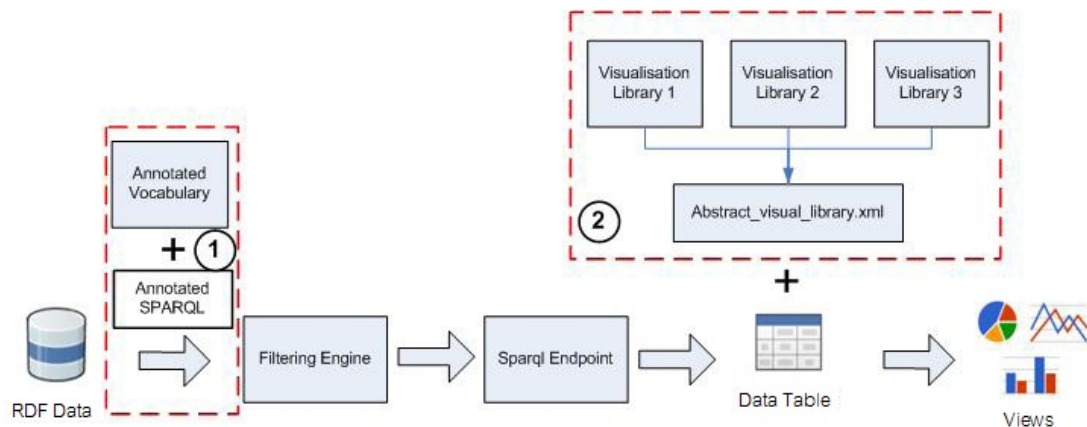 Visualisation
Library 1
Visualisation
Library 2
Visualisation
Library 3
Abstract_visual_library.xml
2
Annotated
Vocabulary
+ 1
Annotated
SPARQL
+
RDF Data
Filtering Engine
Sparql Endpoint
Data Table
Views